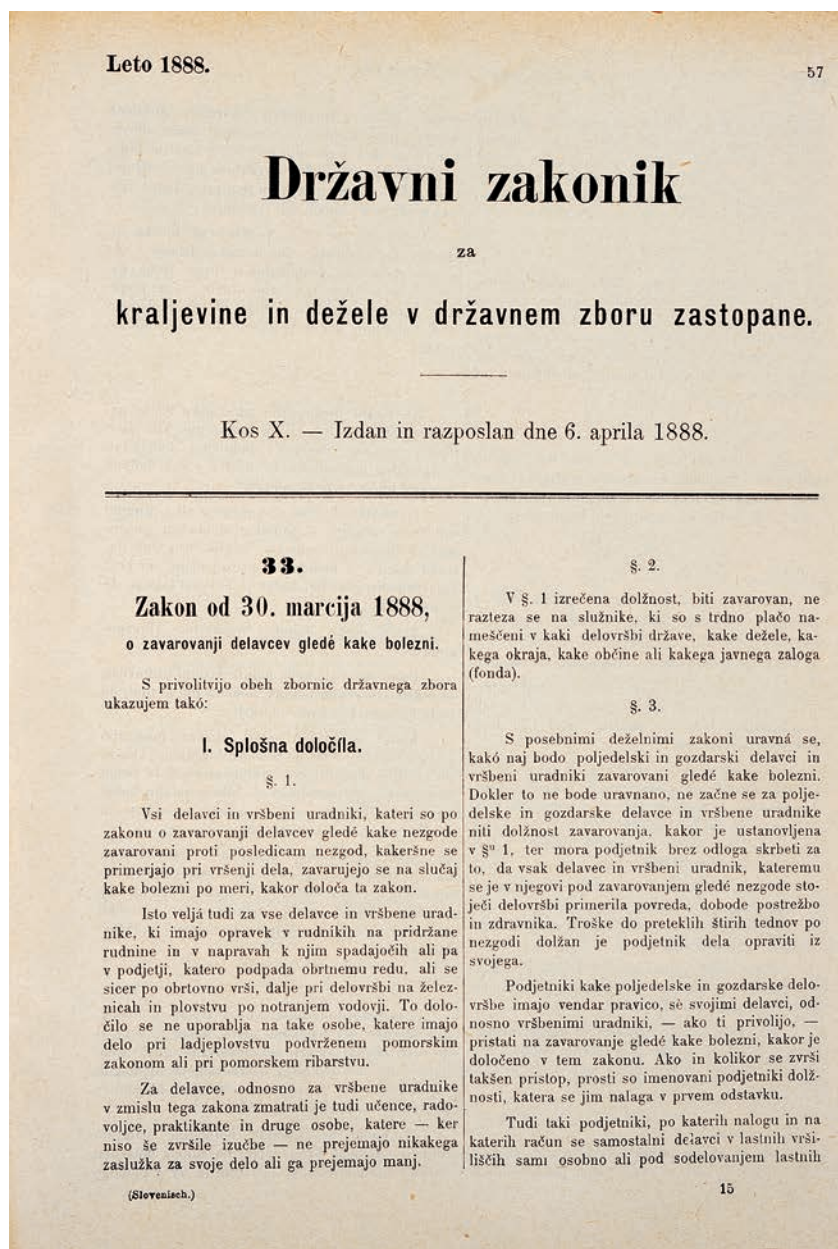 Leto 1888.
57
Državni zakonik
za
kraljevine in dežele v državnem zboru zastopane.
Kos X. — Izdan in razposlan dne 6. aprila 1888.
33.
Zakon od 30. marcija 1888,
o zavarovanji delavcev gledé kake bolezni.
S privolitvijo obeh zbornic državnega zbora
ukazujem takó:
I. Splošna določíla.
§. 1.
Vsi delavci in vŕšbeni uradniki, kateri so po
zakonu o zavarovanji delavcev gledé kake nezgode
zavarovani proti posledicam nezgod, kakeršne se
primerjajo pri vršenji dela, zavarujejo se na slučaj
kake bolezni po meri, kakor določa ta zakon.
Isto veljá tudi za vse delavce in vršbene urad-
nike, ki imajo opravek v rudnikih na pridržane
rudnine in v napravah k njim spadajočih ali pa
v podjetji, katero podpada obrtnemu redu, ali se
sicer po obrtovno vrši, dalje pri delovršbi na želez-
nicah in plovstvu po notranjem vodovji. To dolo-
čilo se ne uporablja na take osobe, katere imajo
delo pri ladjeplovstvu podvrženem pomorskim
zakonom ali pri pomorskem ribarstvu.
Za delavce, odnosno za vršbene uradnike
v zmislu tega zakona zmatrati je tudi učence, rado-
voljce, praktikante in druge osobe, katere — ker
niso še zvršile izučbe — ne prejemajo nikakega
zaslužka za svoje delo ali ga prejemajo manj.
(Slovenisch.)
§. 2.
V §. 1 izrečena dolžnost, biti zavarovan, ne
razteza se na služnike, ki so s trdno plačo na-
meščeni v kaki delovršbi države, kake dežele, ka-
kega okraja, kake občine ali kakega javnega zaloga
(fonda).
§. 3.
S posebnimi deželnimi zakoni uravná se,
kakó naj bodo poljedelski in gozdarski delavci in
vršbeni uradniki zavarovani gledé kake bolezni.
Dokler to ne bode uravnano, ne začne se za polje-
delske in gozdarske delavce in vršbene uradnike
niti dolžnost zavarovanja, kakor je ustanovljena
v §ᵘ 1, ter mora podjetnik brez odloga skrbeti za
to, da vsak delavec in vršbeni uradnik, kateremu
se je v njegovi pod zavarovanjem gledé nezgode sto-
ječi delovršbi primerila povreda, dobode postrežbo
in zdravnika. Troške do preteklih štirih tednov po
nezgodi dolžan je podjetnik dela opraviti iz
svojega.
Podjetniki kake poljedelske in gozdarske delo-
vršbe imajo vendar pravico, sè svojimi delavci, od-
nosno vršbenimi uradniki, — ako ti privolijo, —
pristati na zavarovanje gledé kake bolezni, kakor je
določeno v tem zakonu. Ako in kolikor se zvrši
takšen pristop, prosti so imenovani podjetniki dolž-
nosti, katera se jim nalaga v prvem odstavku.
Tudi taki podjetniki, po katerih nalogu in na
katerih račun se samostalni delavci v lastnih vrši-
liščih sami osobno ali pod sodelovanjem lastnih
15